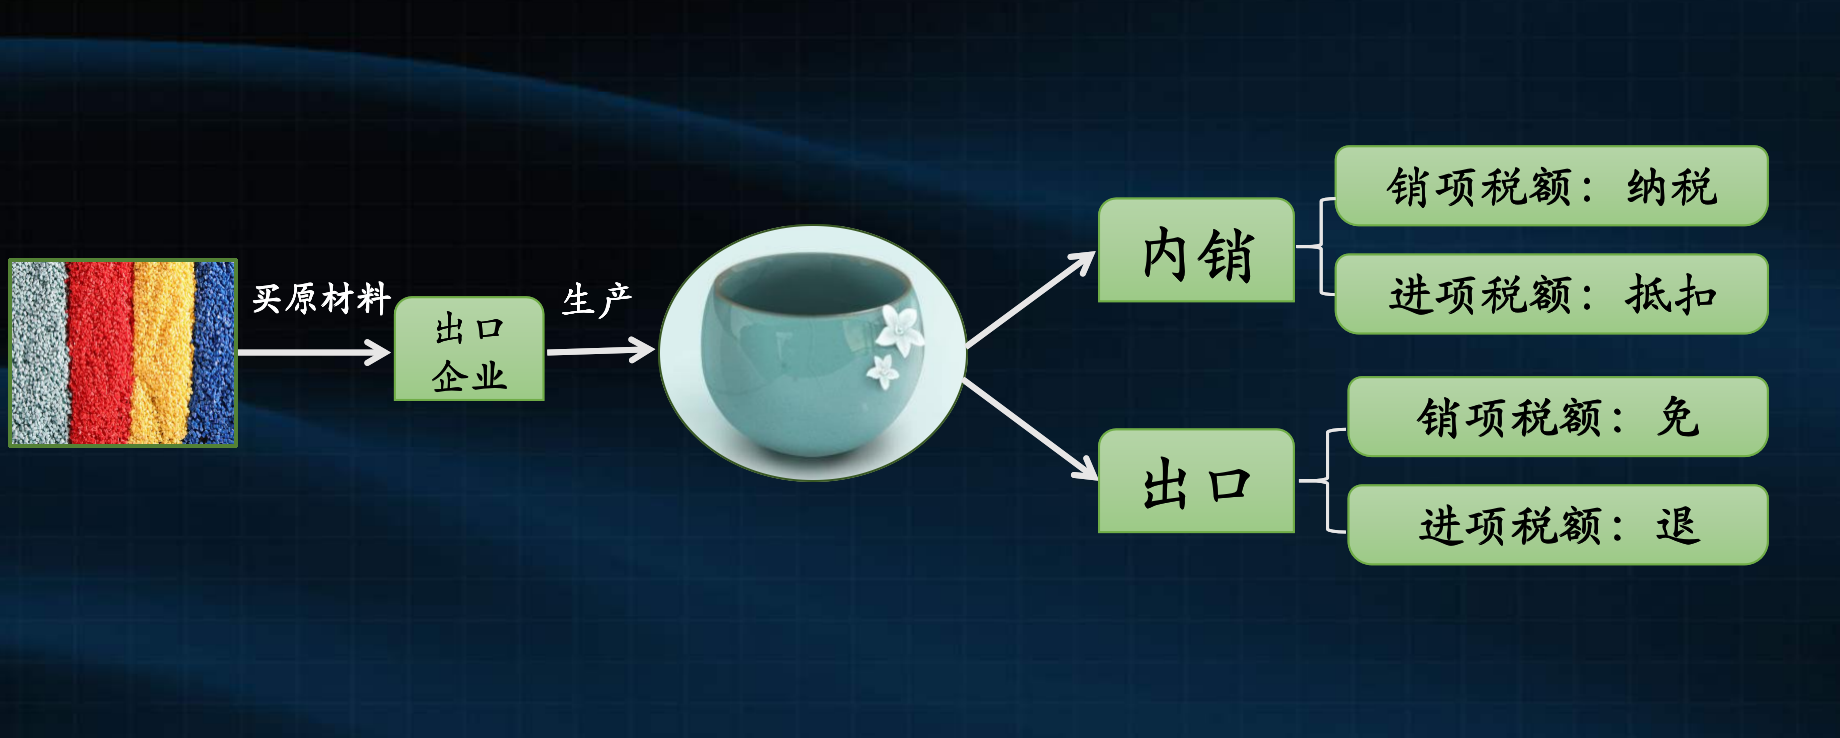 买原材料
出口
企业
生产
内销
销项税额：纳税
进项税额：抵扣
出口
销项税额：免
进项税额：退